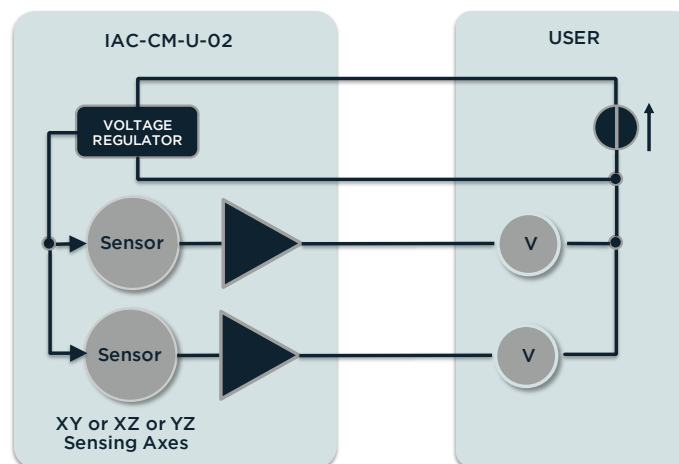 IAC-CM-U-02
USER
VOLTAGE
REGULATOR
Sensor
V
Sensor
V
XY or XZ or YZ
Sensing Axes